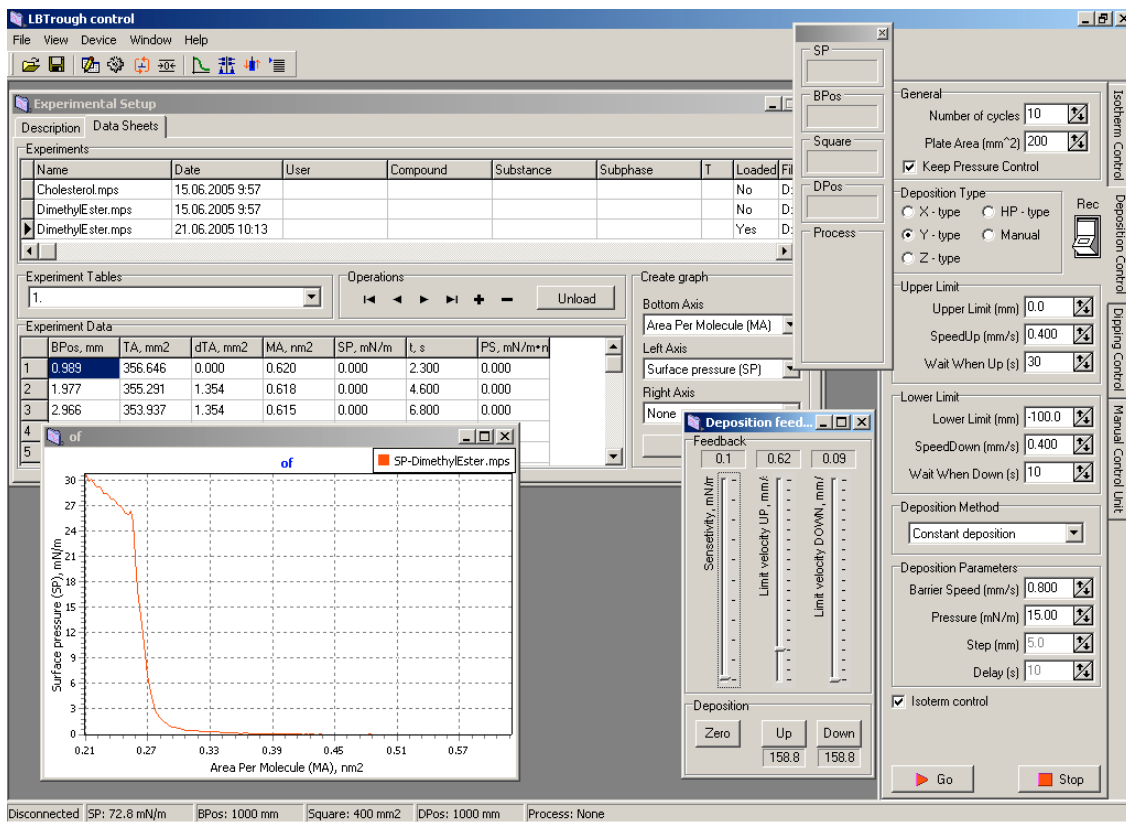 LBTrough control
File View Device Window Help
Experimental Setup
Description Data Sheets
Experiments
Name Date User Compound Substance Subphase T Loaded Fil
Cholesterol.mps 15.06.2005 9:57 No D:
DimethylEster.mps 15.06.2005 9:57 No D:
DimethylEster.mps 21.06.2005 10:13 Yes D:
Experiment Tables
1.
Operations
Unload
Create graph
Bottom Axis
Area Per Molecule (MA)
Left Axis
Surface pressure (SP)
Right Axis
None
Experiment Data
BPos, mm TA, mm2 dTA, mm2 MA, nm2 SP, mN/m t, s PS, mN/m•n
1 0.989 356.646 0.000 0.620 0.000 2.300 0.000
2 1.977 355.291 1.354 0.618 0.000 4.600 0.000
3 2.966 353.937 1.354 0.615 0.000 6.800 0.000
4
5
of
of
SP-DimethylEster.mps
30
27
24
21
18
15
12
9
6
3
0
Surface pressure (SP), mN/m
0.21 0.27 0.33 0.39 0.45 0.51 0.57
Area Per Molecule (MA), nm2
SP
BPos
Square
DPos
Process
Deposition feed...
Feedback
0.1 0.62 0.09
Sensetivity, mN/m
Limit velocity UP, mm/
Limit velocity DOWN, mm/
Deposition
Zero Up Down
158.8 158.8
General
Number of cycles 10
Plate Area (mm^2) 200
Keep Pressure Control
Deposition Type
X - type HP - type
Y - type Manual
Z - type
Rec
Upper Limit
Upper Limit (mm) 0.0
SpeedUp (mm/s) 0.400
Wait When Up (s) 30
Lower Limit
Lower Limit (mm) -100.0
SpeedDown (mm/s) 0.400
Wait When Down (s) 10
Deposition Method
Constant deposition
Deposition Parameters
Barrier Speed (mm/s) 0.800
Pressure (mN/m) 15.00
Step (mm) 5.0
Delay (s) 10
Isoterm control
Go Stop
Isotherm Control
Deposition Control
Dipping Control
Manual Control Unit
Disconnected SP: 72.8 mN/m BPos: 1000 mm Square: 400 mm2 DPos: 1000 mm Process: None